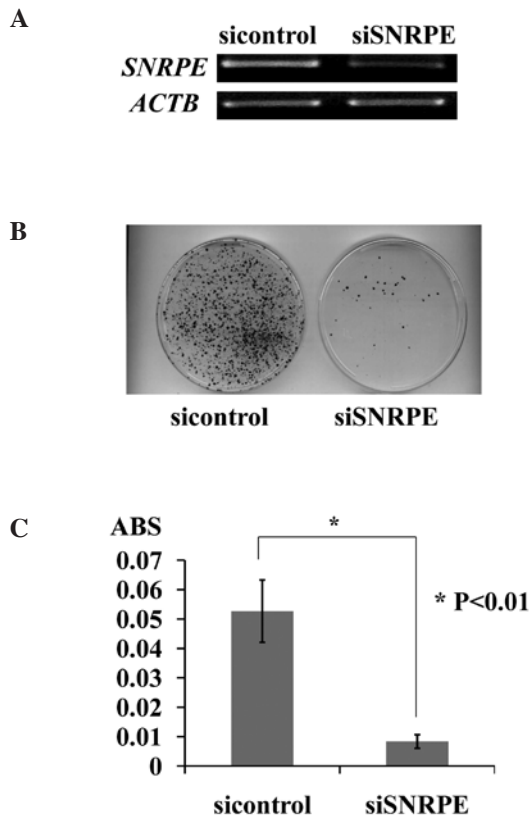 A
sicontrol siSNRPE
SNRPE
ACTB
B
sicontrol siSNRPE
C
ABS
0.07
0.06
0.05
0.04
0.03
0.02
0.01
0
*
* P<0.01
sicontrol siSNRPE